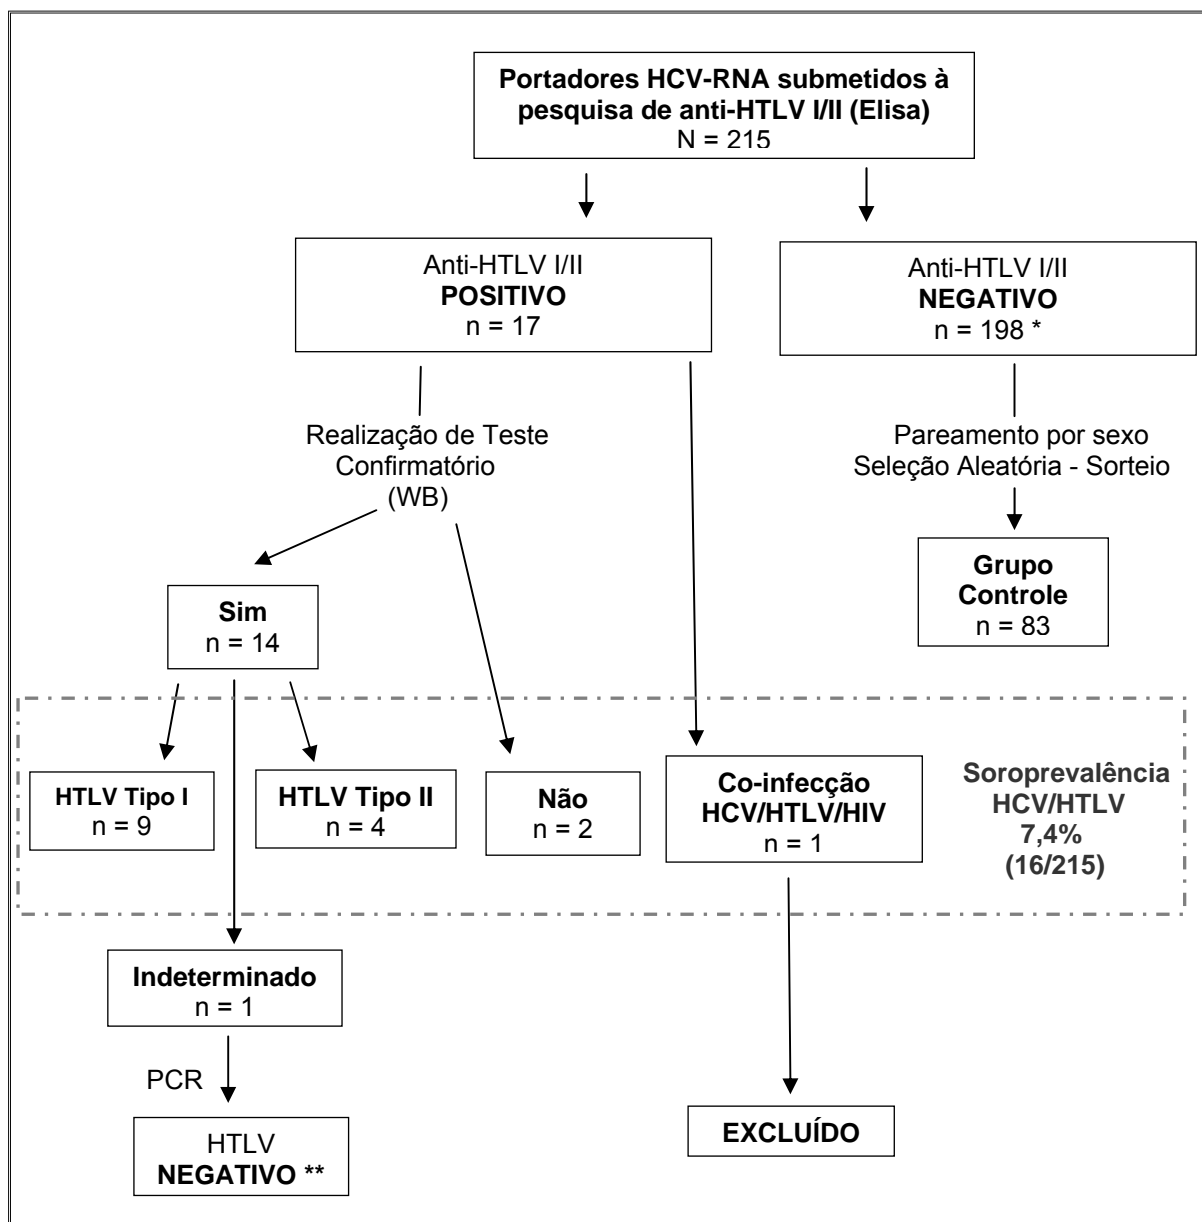 Portadores HCV-RNA submetidos à
pesquisa de anti-HTLV I/II (Elisa)
N = 215
Anti-HTLV I/II
POSITIVO
n = 17
Anti-HTLV I/II
NEGATIVO
n = 198 *
Realização de Teste
Confirmatório
(WB)
Pareamento por sexo
Seleção Aleatória - Sorteio
Grupo
Controle
n = 83
Sim
n = 14
HTLV Tipo I
n = 9
HTLV Tipo II
n = 4
Não
n = 2
Co-infecção
HCV/HTLV/HIV
n = 1
Soroprevalência
HCV/HTLV
7,4%
(16/215)
Indeterminado
n = 1
PCR
HTLV
NEGATIVO **
EXCLUÍDO